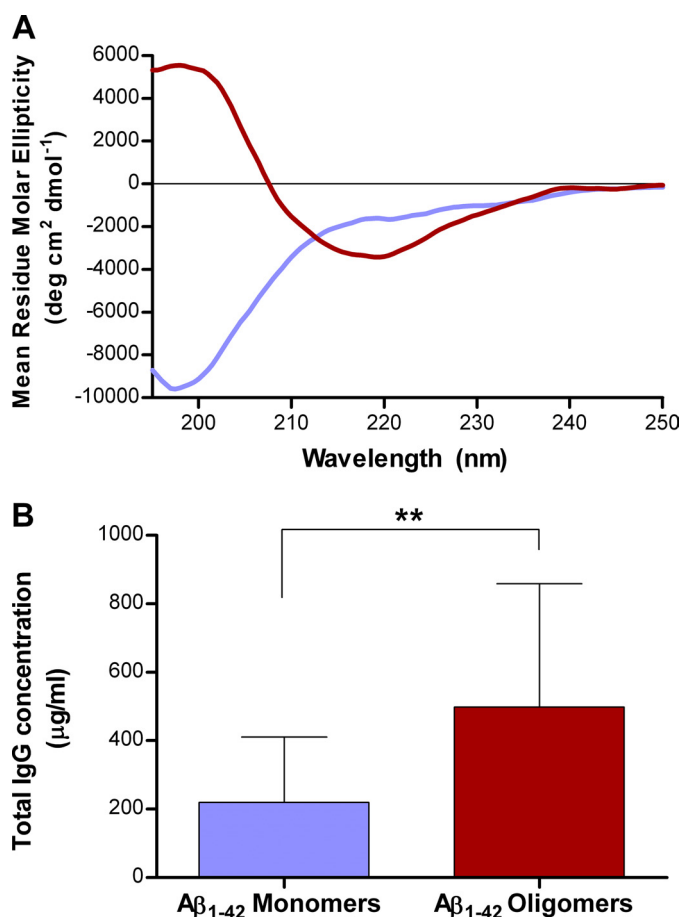 A
Mean Residue Molar Ellipticity
(deg cm² dmol⁻¹)
6000
4000
2000
0
-2000
-4000
-6000
-8000
-10000
200 210 220 230 240 250
Wavelength (nm)
B
Total IgG concentration
(µg/ml)
1000
800
600
400
200
0
**
Aβ₁₋₄₂ Monomers Aβ₁₋₄₂ Oligomers